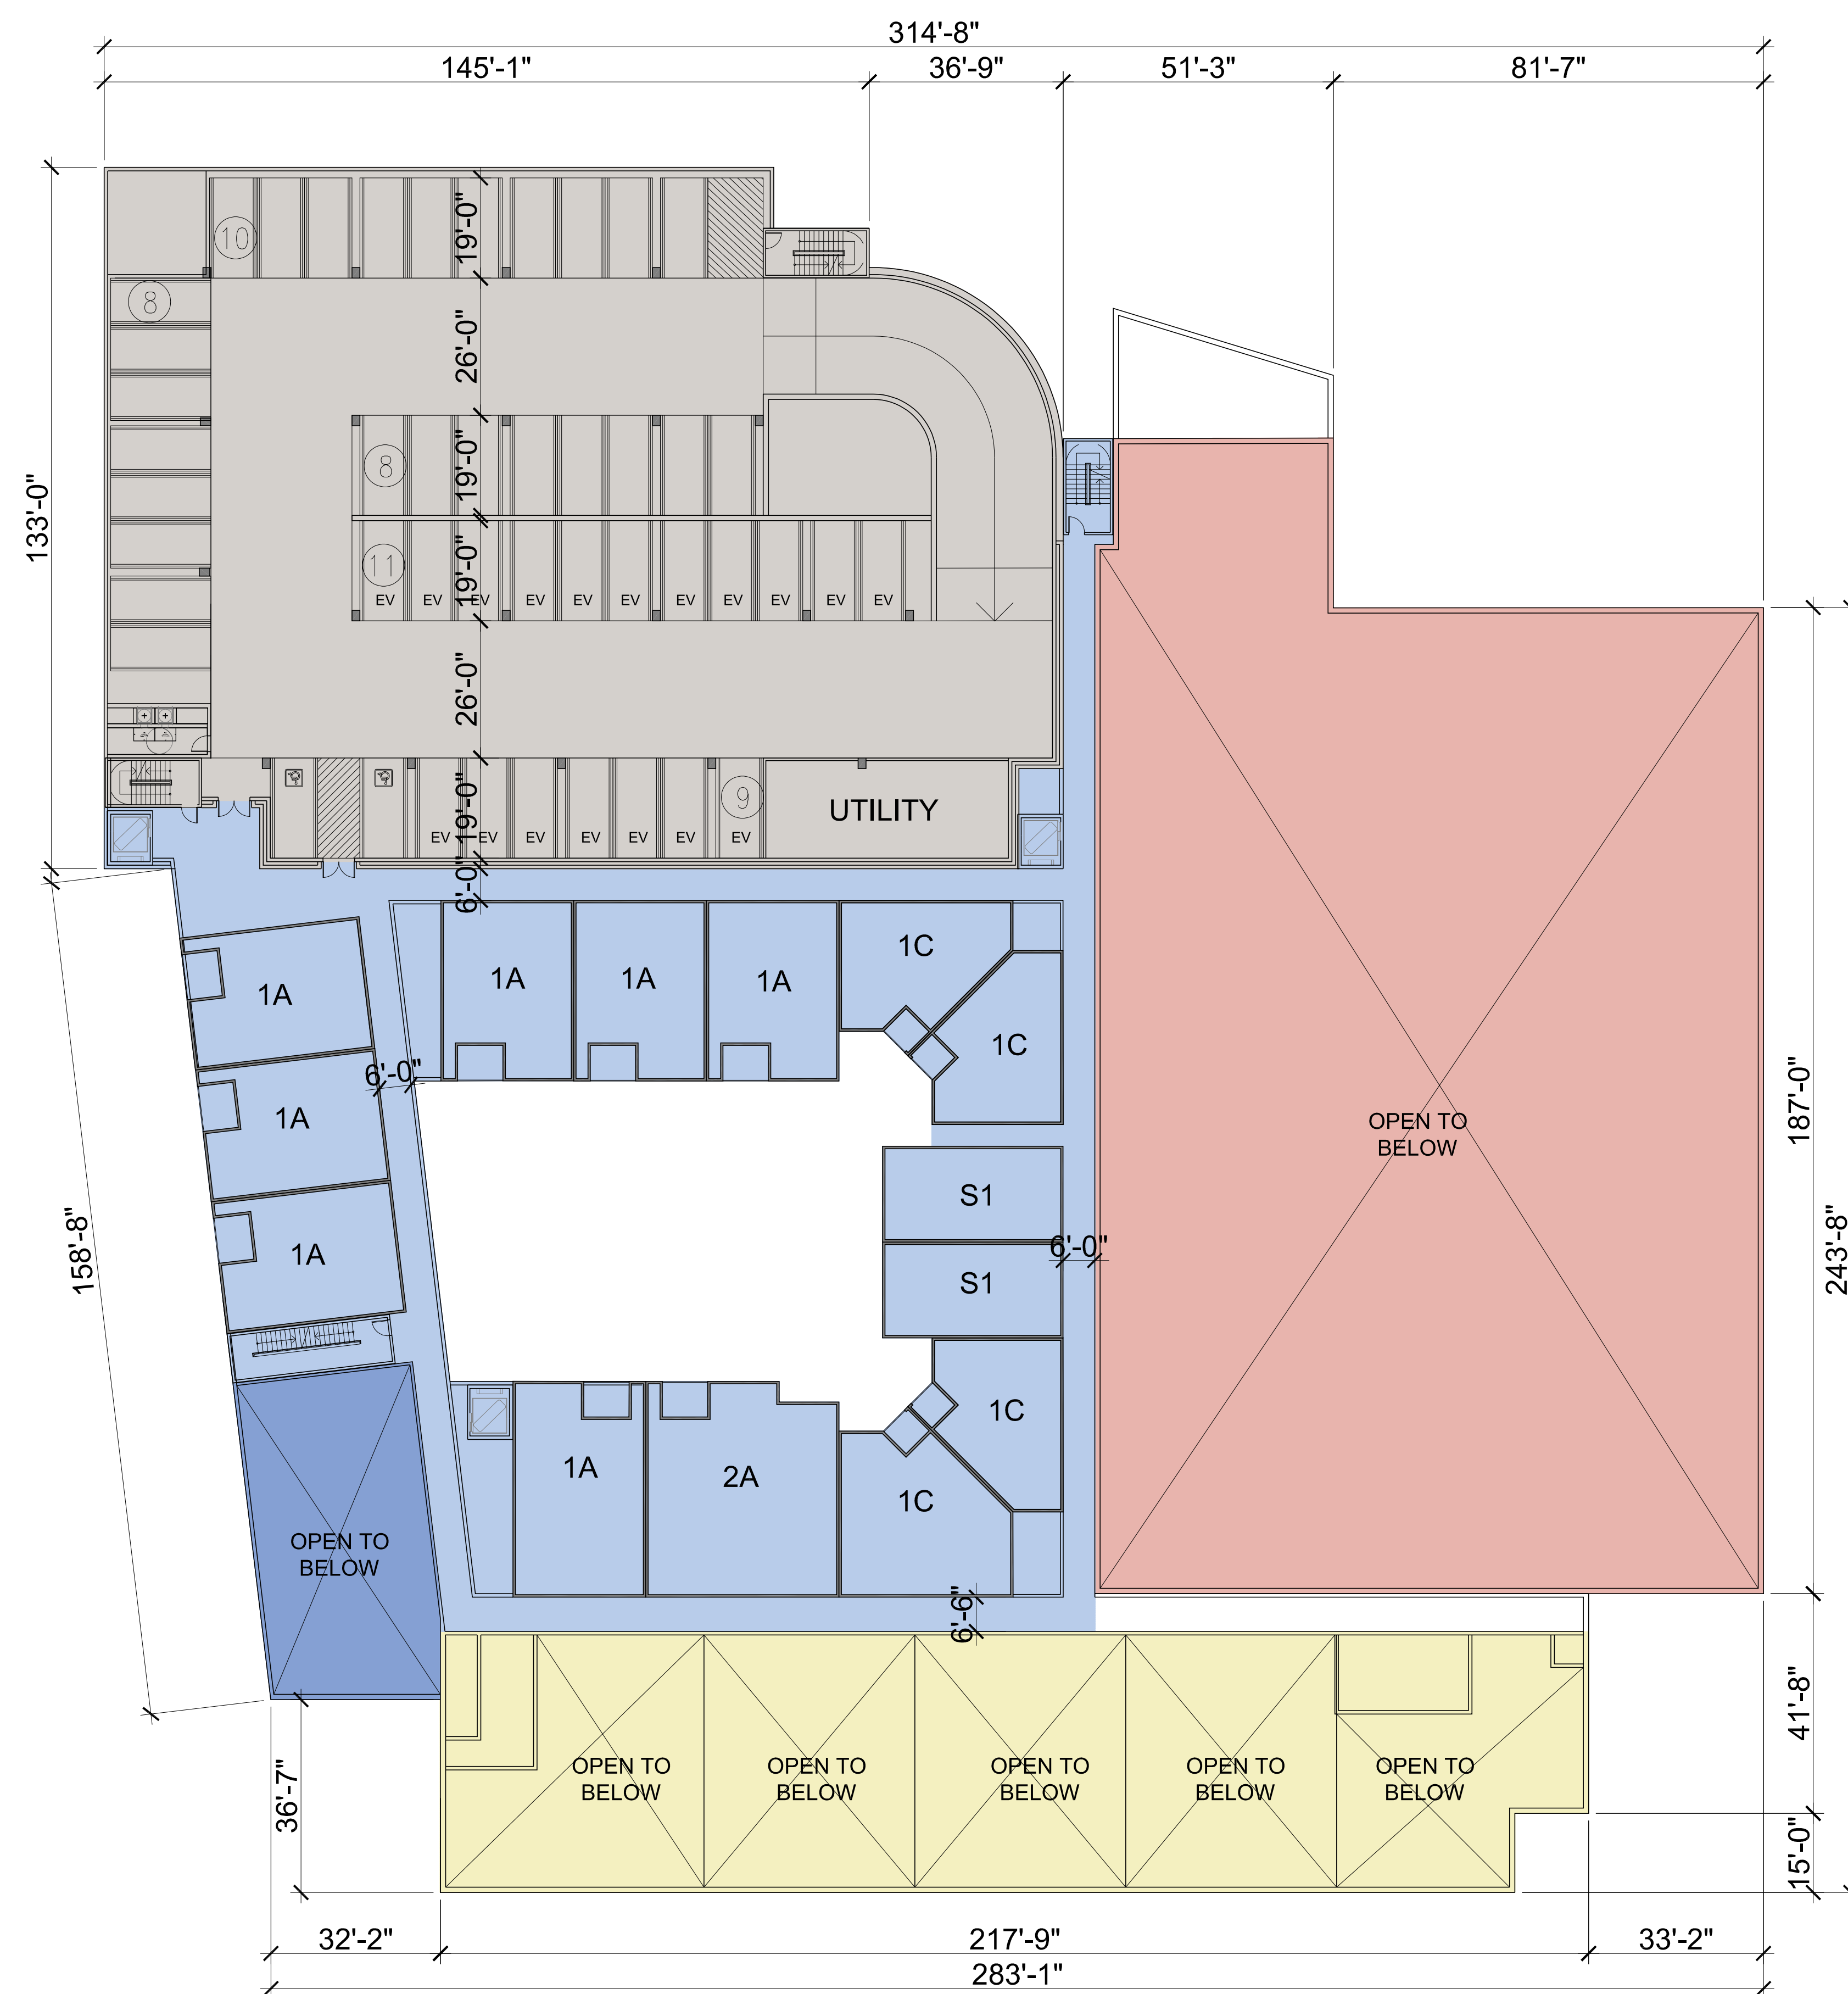 314'-8"
145'-1"
36'-9"
51'-3"
81'-7"
133'-0"
19'-0"
10
8
26'-0"
19'-0"
8
11
19'-0"
EV
EV
EV
EV
EV
EV
EV
EV
EV
EV
EV
26'-0"
19'-0"
9
UTILITY
EV
EV
EV
EV
EV
EV
EV
6'-0"
1A
1A
1A
1A
1C
1C
6'-0"
1A
1A
158'-8"
S1
S1
6'-0"
OPEN TO
BELOW
187'-0"
243'-8"
1A
2A
1C
1C
OPEN TO
BELOW
6'-6"
41'-8"
36'-7"
OPEN TO
BELOW
OPEN TO
BELOW
OPEN TO
BELOW
OPEN TO
BELOW
OPEN TO
BELOW
15'-0"
32'-2"
217'-9"
33'-2"
283'-1"